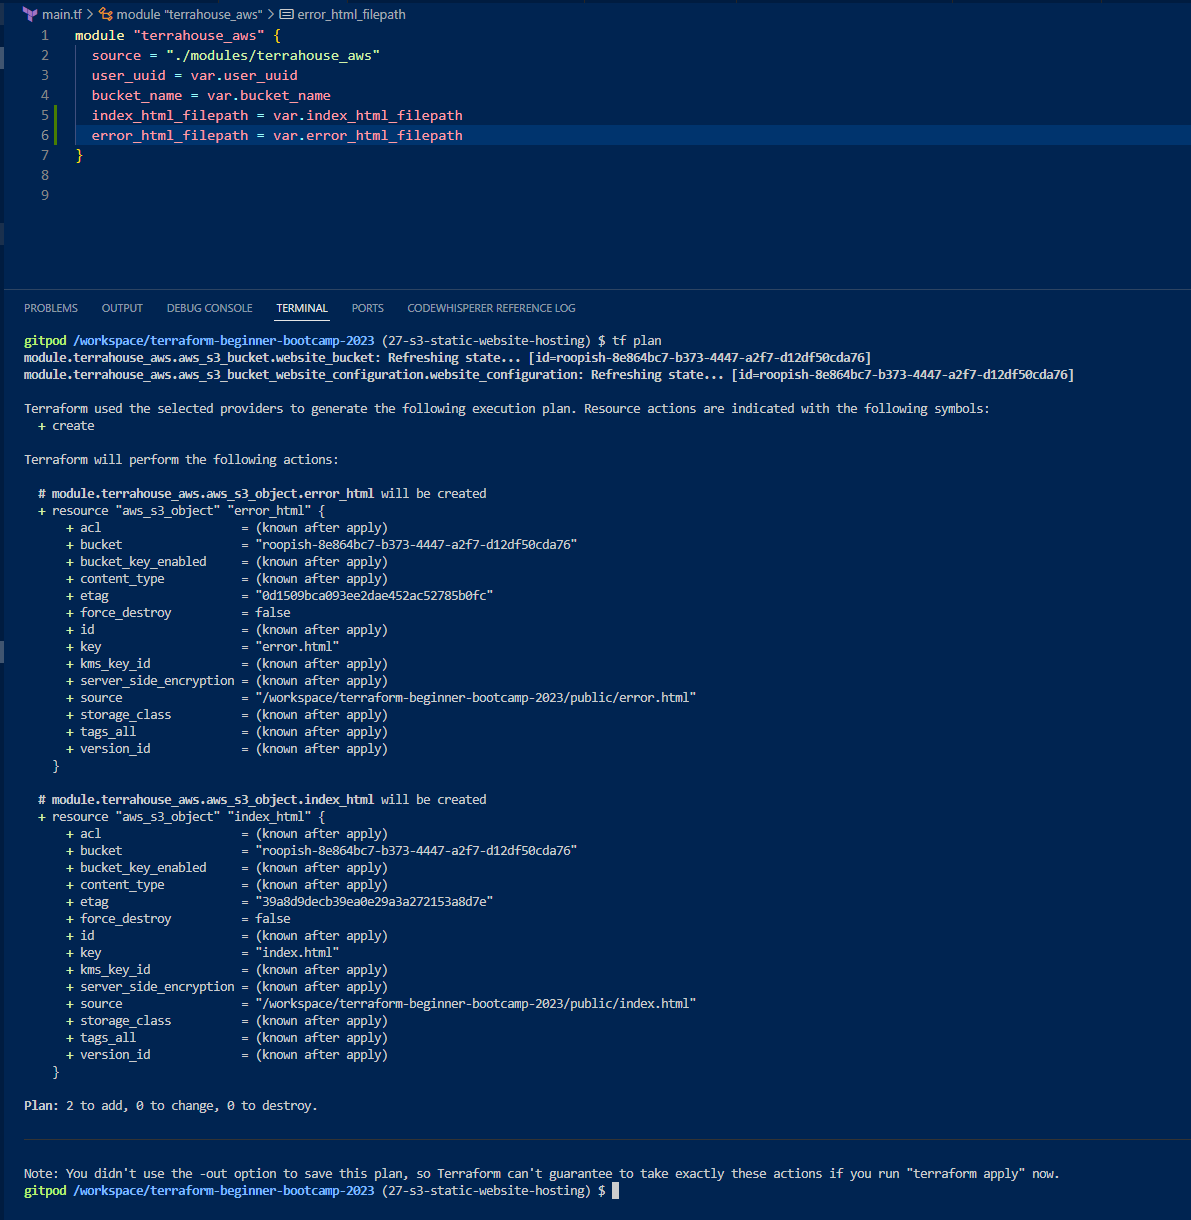 main.tf > module "terrahouse_aws" > error_html_filepath
1 module "terrahouse_aws" {
2 source = "./modules/terrahouse_aws"
3 user_uuid = var.user_uuid
4 bucket_name = var.bucket_name
5 index_html_filepath = var.index_html_filepath
6 error_html_filepath = var.error_html_filepath
7 }
8
9
PROBLEMS OUTPUT DEBUG CONSOLE TERMINAL PORTS CODEWHISPERER REFERENCE LOG
gitpod /workspace/terraform-beginner-bootcamp-2023 (27-s3-static-website-hosting) $ tf plan
module.terrahouse_aws.aws_s3_bucket.website_bucket: Refreshing state... [id=roopish-8e864bc7-b373-4447-a2f7-d12df50cda76]
module.terrahouse_aws.aws_s3_bucket_website_configuration.website_configuration: Refreshing state... [id=roopish-8e864bc7-b373-4447-a2f7-d12df50cda76]
Terraform used the selected providers to generate the following execution plan. Resource actions are indicated with the following symbols:
+ create
Terraform will perform the following actions:
# module.terrahouse_aws.aws_s3_object.error_html will be created
+ resource "aws_s3_object" "error_html" {
+ acl = (known after apply)
+ bucket = "roopish-8e864bc7-b373-4447-a2f7-d12df50cda76"
+ bucket_key_enabled = (known after apply)
+ content_type = (known after apply)
+ etag = "0d1509bca093ee2dae452ac52785b0fc"
+ force_destroy = false
+ id = (known after apply)
+ key = "error.html"
+ kms_key_id = (known after apply)
+ server_side_encryption = (known after apply)
+ source = "/workspace/terraform-beginner-bootcamp-2023/public/error.html"
+ storage_class = (known after apply)
+ tags_all = (known after apply)
+ version_id = (known after apply)
}
# module.terrahouse_aws.aws_s3_object.index_html will be created
+ resource "aws_s3_object" "index_html" {
+ acl = (known after apply)
+ bucket = "roopish-8e864bc7-b373-4447-a2f7-d12df50cda76"
+ bucket_key_enabled = (known after apply)
+ content_type = (known after apply)
+ etag = "39a8d9decb39ea0e29a3a272153a8d7e"
+ force_destroy = false
+ id = (known after apply)
+ key = "index.html"
+ kms_key_id = (known after apply)
+ server_side_encryption = (known after apply)
+ source = "/workspace/terraform-beginner-bootcamp-2023/public/index.html"
+ storage_class = (known after apply)
+ tags_all = (known after apply)
+ version_id = (known after apply)
}
Plan: 2 to add, 0 to change, 0 to destroy.
Note: You didn't use the -out option to save this plan, so Terraform can't guarantee to take exactly these actions if you run "terraform apply" now.
gitpod /workspace/terraform-beginner-bootcamp-2023 (27-s3-static-website-hosting) $